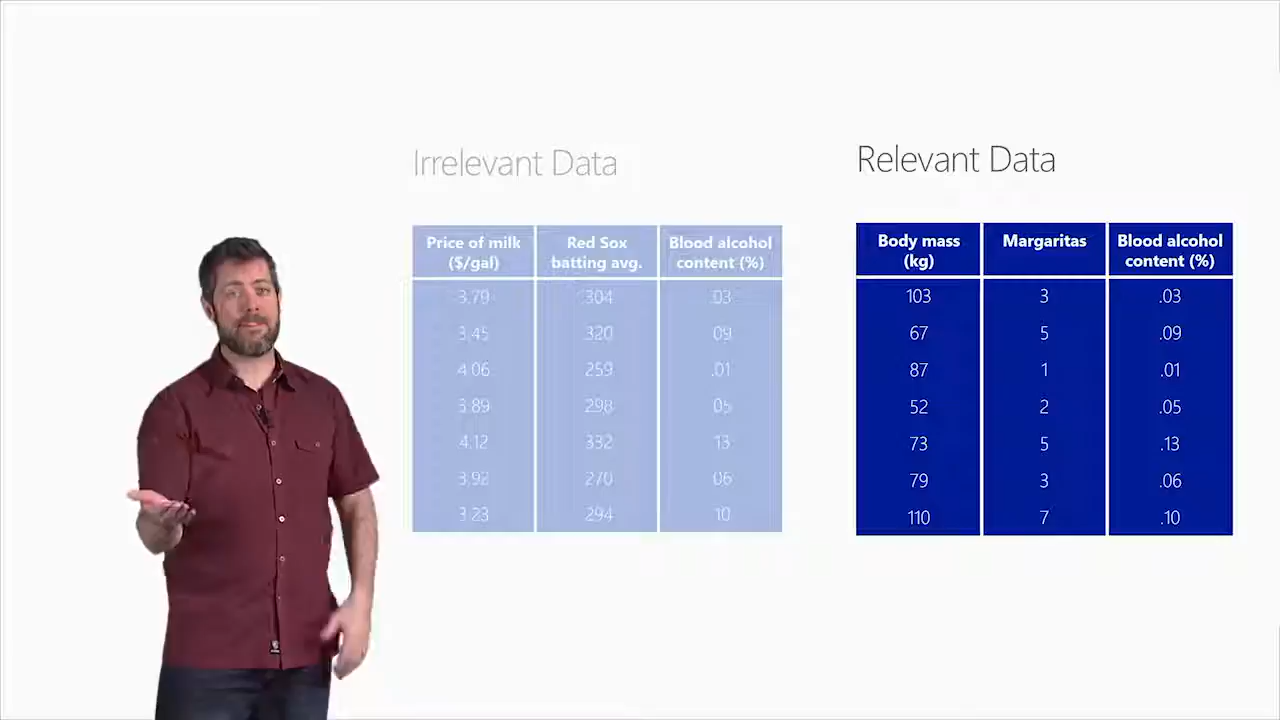 Irrelevant Data
Price of milk ($/gal) Red Sox batting avg. Blood alcohol content (%)
3.79 304 .03
3.45 320 .09
4.06 259 .01
3.89 298 .05
4.12 332 .13
3.92 270 .06
3.23 294 .10
Relevant Data
Body mass (kg) Margaritas Blood alcohol content (%)
103 3 .03
67 5 .09
87 1 .01
52 2 .05
73 5 .13
79 3 .06
110 7 .10